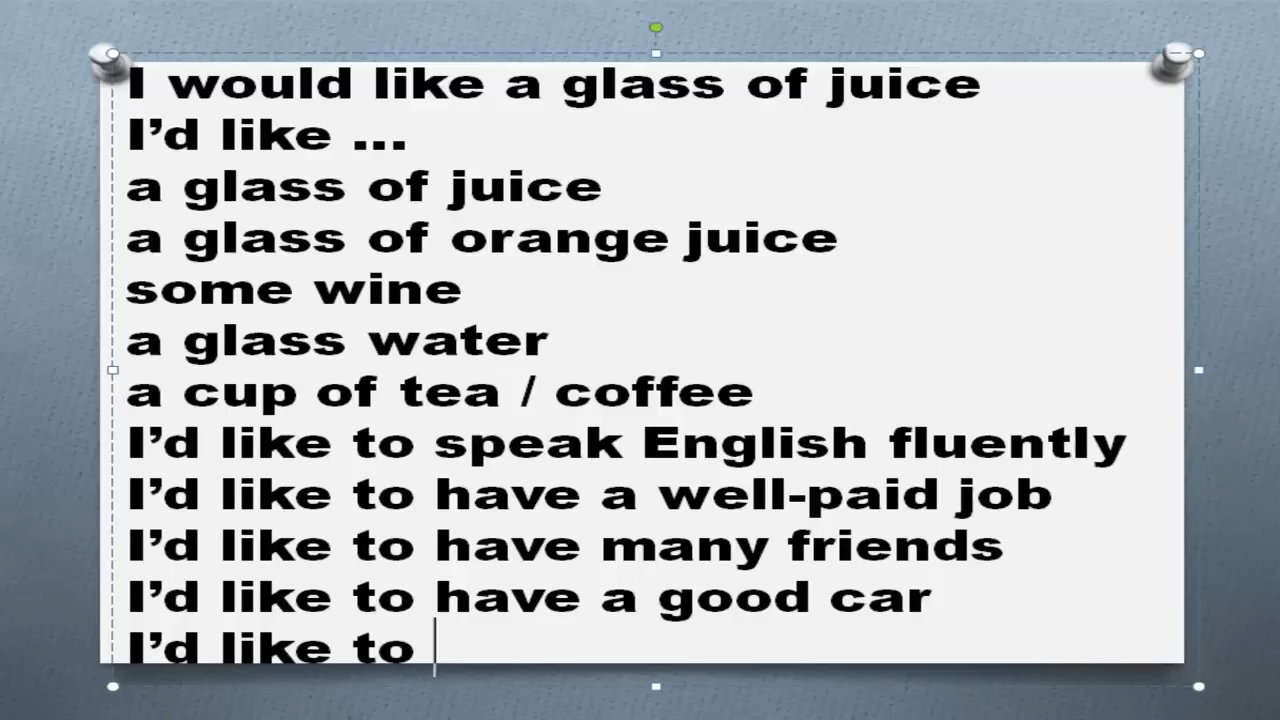 I would like a glass of juice
I’d like ...
a glass of juice
a glass of orange juice
some wine
a glass water
a cup of tea / coffee
I’d like to speak English fluently
I’d like to have a well-paid job
I’d like to have many friends
I’d like to have a good car
I’d like to